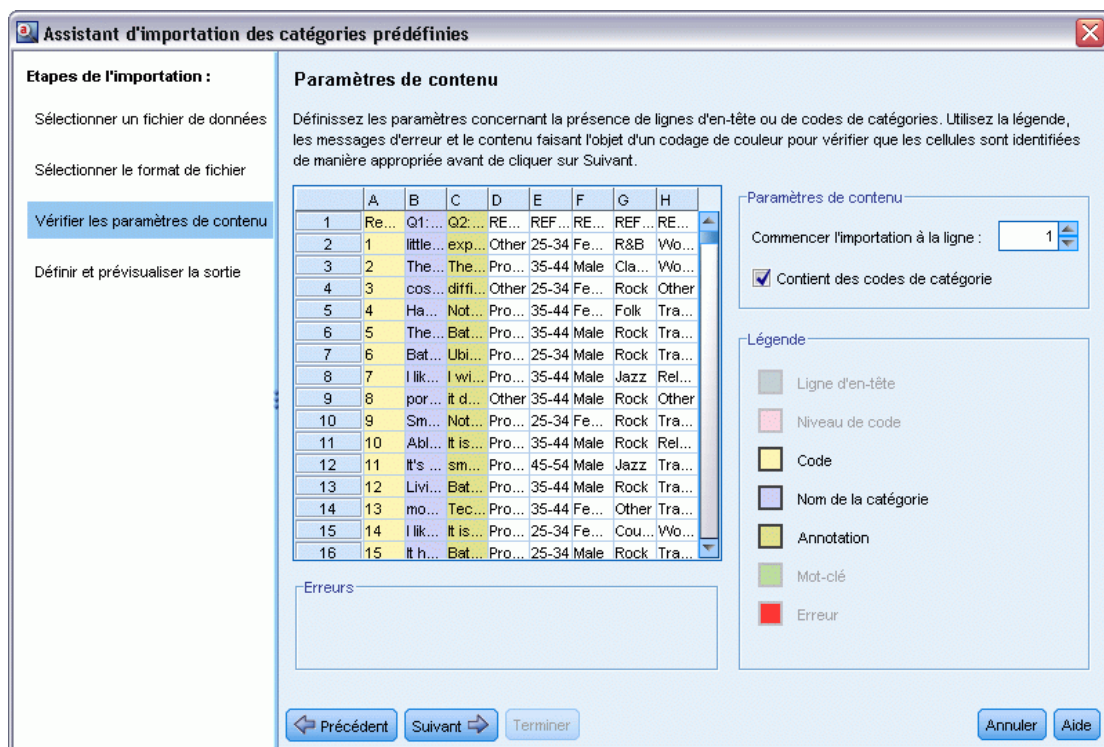 Assistant d'importation des catégories prédéfinies
Etapes de l'importation :
Sélectionner un fichier de données
Sélectionner le format de fichier
Vérifier les paramètres de contenu
Définir et prévisualiser la sortie
Paramètres de contenu
Définissez les paramètres concernant la présence de lignes d'en-tête ou de codes de catégories. Utilisez la légende,
les messages d'erreur et le contenu faisant l'objet d'un codage de couleur pour vérifier que les cellules sont identifiées
de manière appropriée avant de cliquer sur Suivant.
A B C D E F G H
1 Re... Q1:... Q2:... RE... REF... RE... REF... RE...
2 1 little... exp... Other 25-34 Fe... R&B Wo...
3 2 The... The... Pro... 35-44 Male Cla... Wo...
4 3 cos... diffi... Other 25-34 Fe... Rock Other
5 4 Ha... Not... Pro... 35-44 Fe... Folk Tra...
6 5 The... Bat... Pro... 35-44 Male Rock Tra...
7 6 Bat... Ubi... Pro... 25-34 Male Rock Tra...
8 7 I lik... I wi... Pro... 35-44 Male Jazz Rel...
9 8 por... it d... Other 35-44 Male Rock Other
10 9 Sm... Not... Pro... 25-34 Fe... Rock Tra...
11 10 Abl... It is... Pro... 35-44 Male Rock Rel...
12 11 It's ... sm... Pro... 45-54 Male Jazz Tra...
13 12 Livi... Bat... Pro... 35-44 Male Rock Tra...
14 13 mo... Tec... Pro... 35-44 Fe... Other Tra...
15 14 I lik... It is... Pro... 25-34 Fe... Cou... Wo...
16 15 It h... Bat... Pro... 25-34 Male Rock Tra...
Paramètres de contenu
Commencer l'importation à la ligne : 1
Contient des codes de catégorie
Légende
Ligne d'en-tête
Niveau de code
Code
Nom de la catégorie
Annotation
Mot-clé
Erreur
Erreurs
Précédent Suivant Terminer Annuler Aide